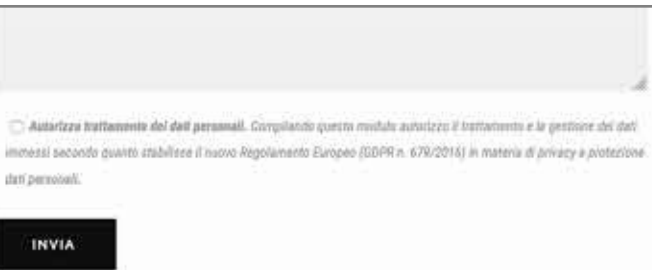 Autorizzo trattamento dei dati personali. Compilando questo modulo autorizzo il trattamento e la gestione dei dati
immessi secondo quanto stabilisce il nuovo Regolamento Europeo (GDPR n. 679/2016) in materia di privacy e protezione
dati personali.
INVIA